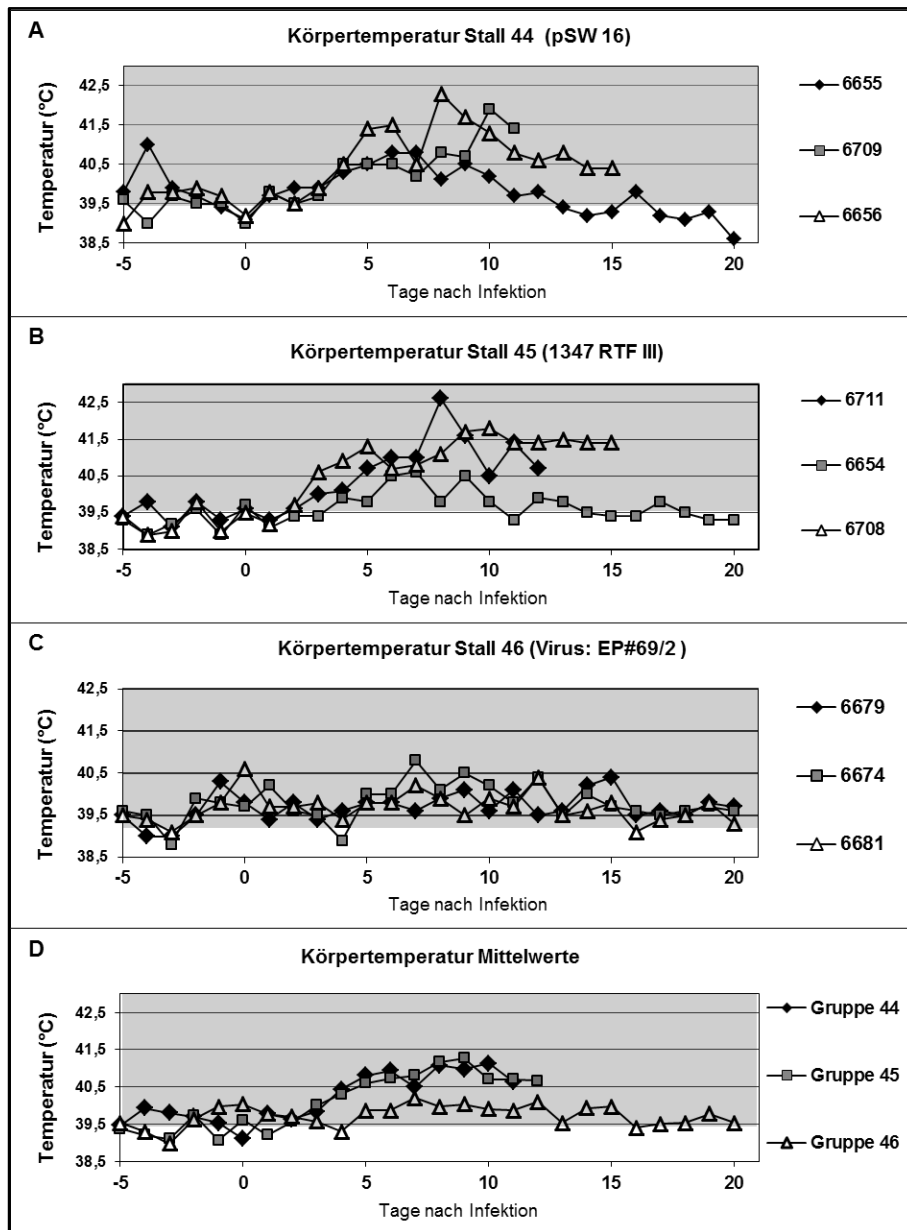 A
Körpertemperatur Stall 44 (pSW 16)
Temperatur (°C)
42,5
41,5
40,5
39,5
38,5
-5 0 5 10 15 20
Tage nach Infektion
6655
6709
6656
B
Körpertemperatur Stall 45 (1347 RTF III)
Temperatur (°C)
42,5
41,5
40,5
39,5
38,5
-5 0 5 10 15 20
Tage nach Infektion
6711
6654
6708
C
Körpertemperatur Stall 46 (Virus: EP#69/2 )
Temperatur (°C)
42,5
41,5
40,5
39,5
38,5
-5 0 5 10 15 20
Tage nach Infektion
6679
6674
6681
D
Körpertemperatur Mittelwerte
Temperatur (°C)
42,5
41,5
40,5
39,5
38,5
-5 0 5 10 15 20
Tage nach Infektion
Gruppe 44
Gruppe 45
Gruppe 46